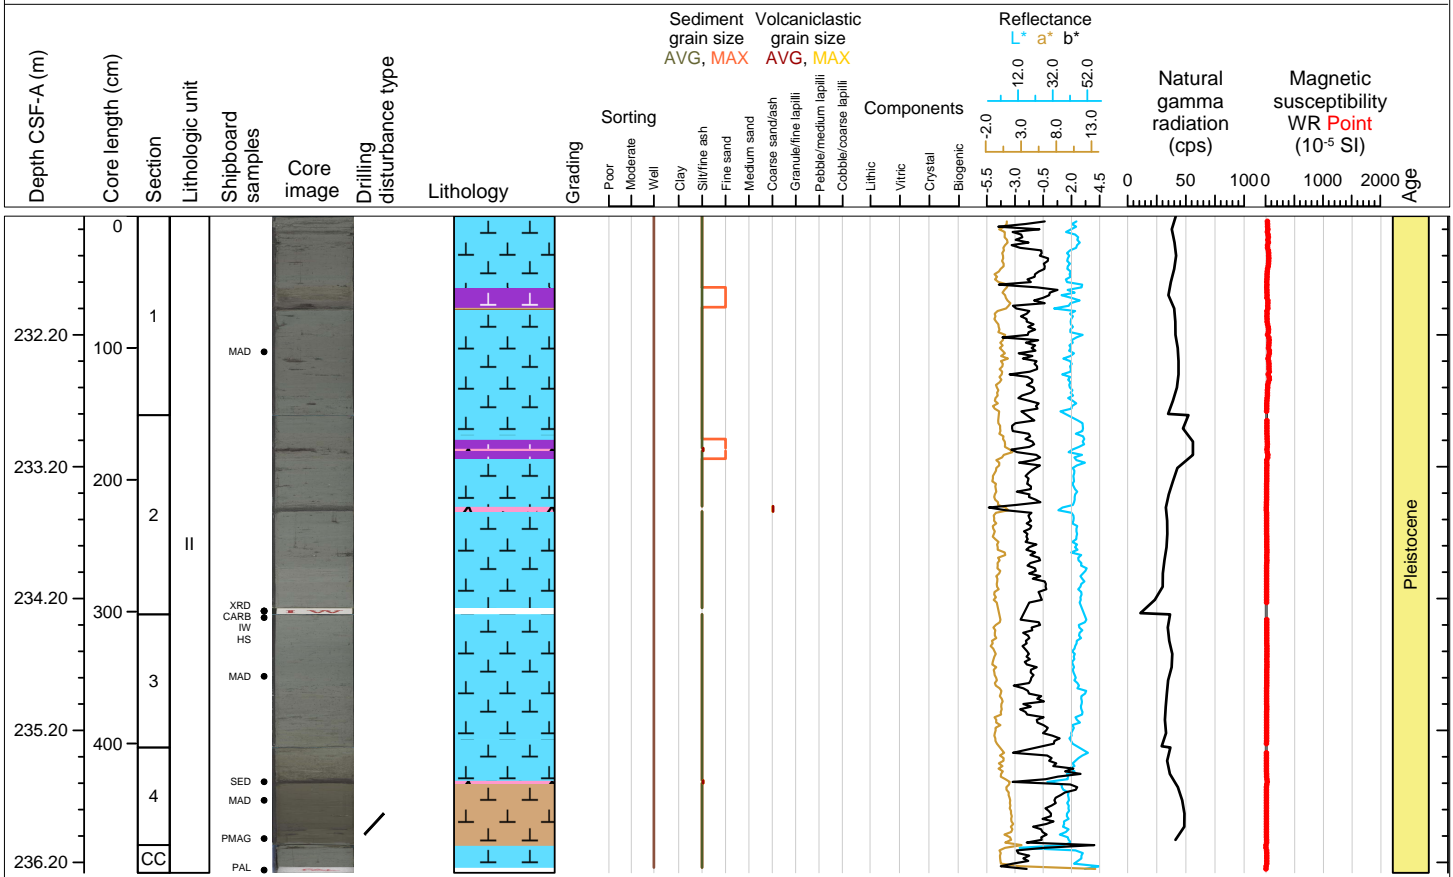 Depth CSF-A (m)
Core length (cm)
Section
Lithologic unit
Shipboard
samples
Core
image
Drilling
disturbance type
Lithology
Grading
Sorting
Poor
Moderate
Well
Sediment
grain size
AVG, MAX
Volcaniclastic
grain size
AVG, MAX
Clay
Silt/fine ash
Fine sand
Medium sand
Coarse sand/ash
Granule/fine lapilli
Pebble/medium lapilli
Cobble/coarse lapilli
Components
Lithic
Vitric
Crystal
Biogenic
Reflectance
L* a* b*
12.0 32.0 52.0
-2.0 3.0 8.0 13.0
-5.5 -3.0 -0.5 2.0 4.5
Natural
gamma
radiation
(cps)
0 50 100
Magnetic
susceptibility
WR Point
(10-5 SI)
0 1000 2000
Age
0
1
232.20
100
MAD
233.20
200
2
II
Pleistocene
234.20
300
XRD
CARB
IW
HS
IW
3
MAD
235.20
400
SED
4
MAD
PMAG
CC
236.20
PAL